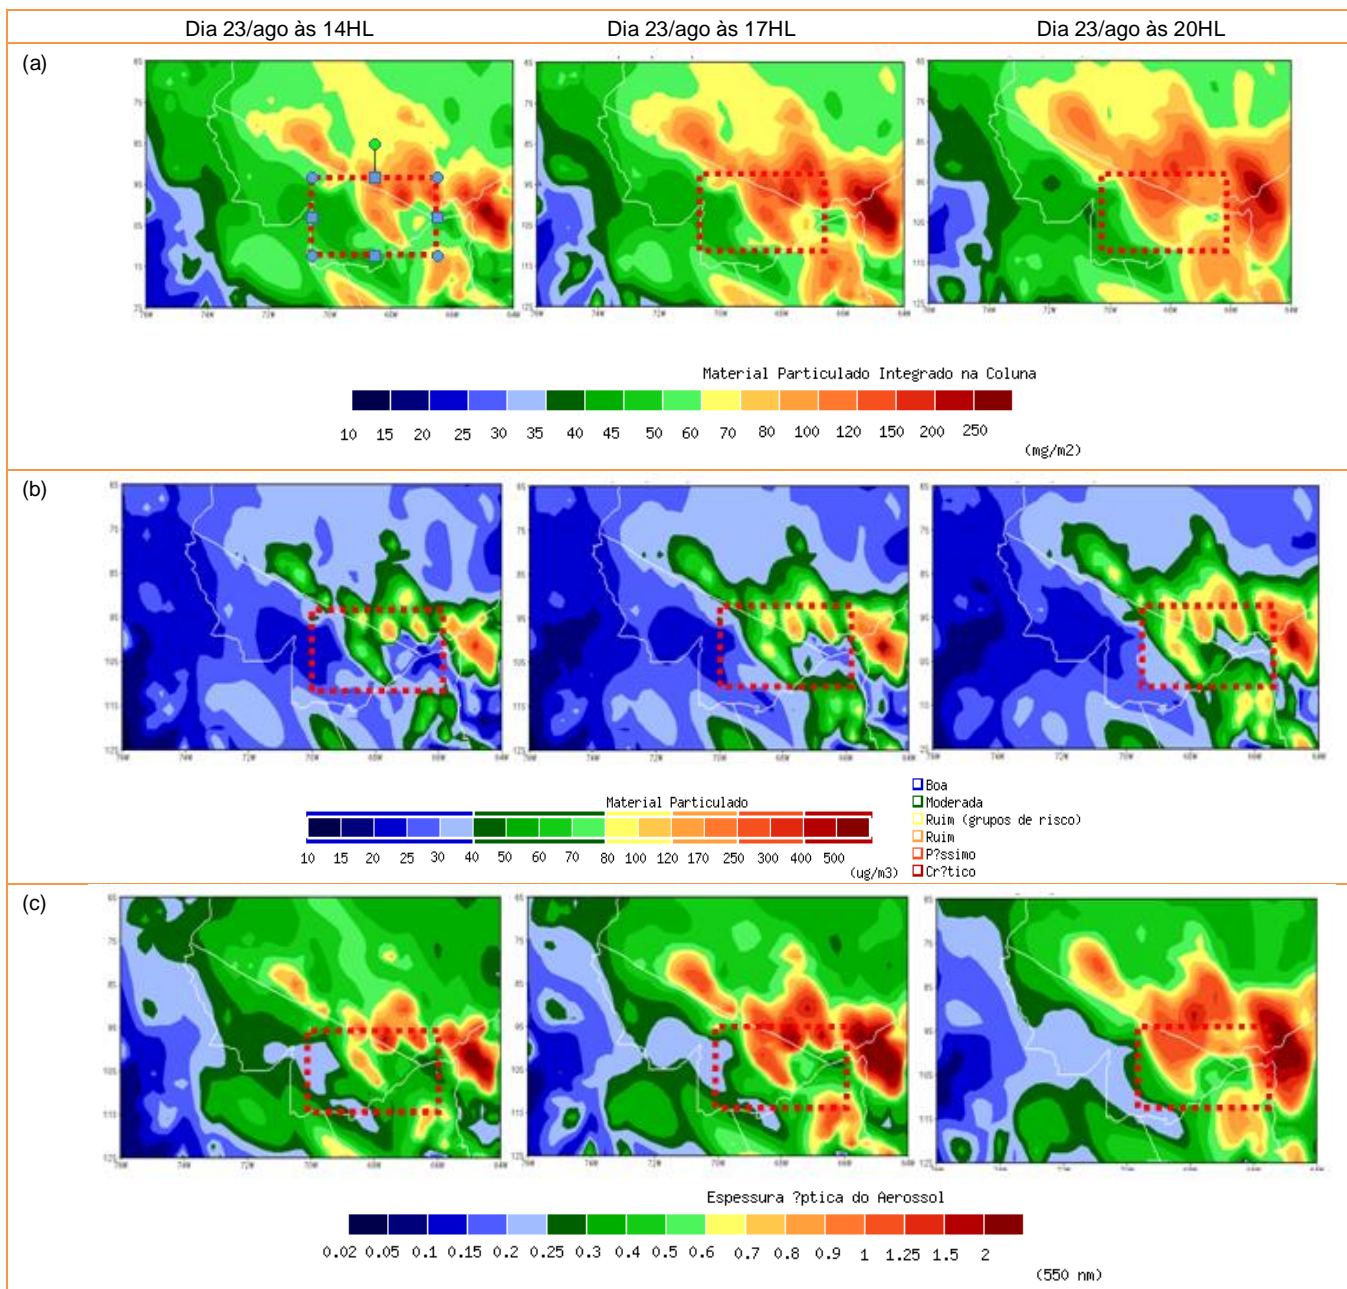 Dia 23/ago às 14HL
Dia 23/ago às 17HL
Dia 23/ago às 20HL
(a)
Material Particulado Integrado na Coluna
10 15 20 25 30 35 40 45 50 60 70 80 100 120 150 200 250
(mg/m2)
(b)
Material Particulado
10 15 20 25 30 40 50 60 70 80 100 120 170 250 300 400 500
(ug/m3)
Boa
Moderada
Ruim (grupos de risco)
Ruim
P?ssimo
Cr?tico
(c)
Espessura ?ptica do Aerossol
0.02 0.05 0.1 0.15 0.2 0.25 0.3 0.4 0.5 0.6 0.7 0.8 0.9 1 1.25 1.5 2
(550 nm)